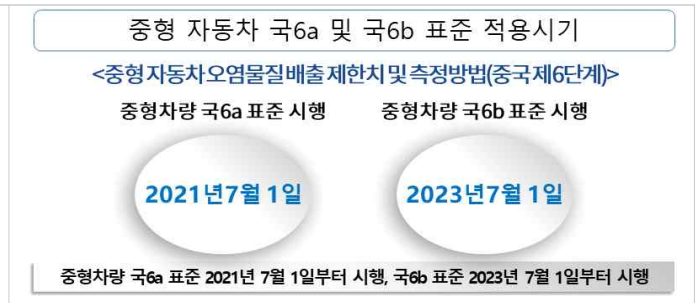 중형 자동차 국6a 및 국6b 표준 적용시기
<중형 자동차 오염물질 배출 제한치 및 측정방법(중국 제6단계)>
중형차량 국6a 표준 시행
중형차량 국6b 표준 시행
2021년7월 1일
2023년7월 1일
중형차량 국6a 표준 2021년 7월 1일부터 시행, 국6b 표준 2023년 7월 1일부터 시행